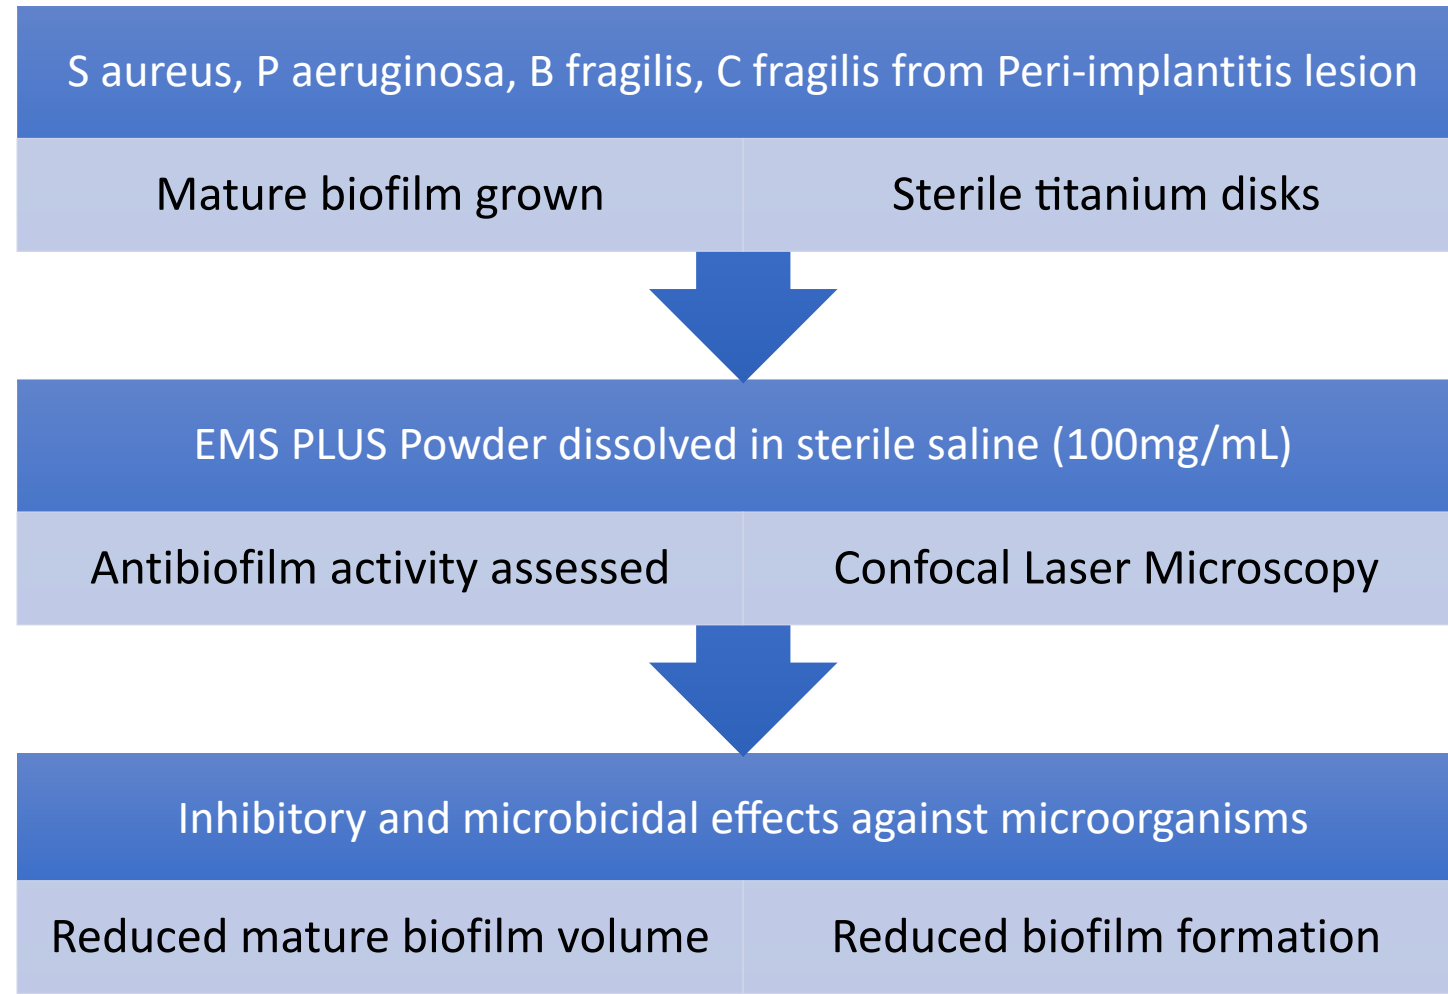 S aureus, P aeruginosa, B fragilis, C fragilis from Peri-implantitis lesion
Mature biofilm grown
Sterile titanium disks
EMS PLUS Powder dissolved in sterile saline (100mg/mL)
Antibiofilm activity assessed
Confocal Laser Microscopy
Inhibitory and microbicidal effects against microorganisms
Reduced mature biofilm volume
Reduced biofilm formation